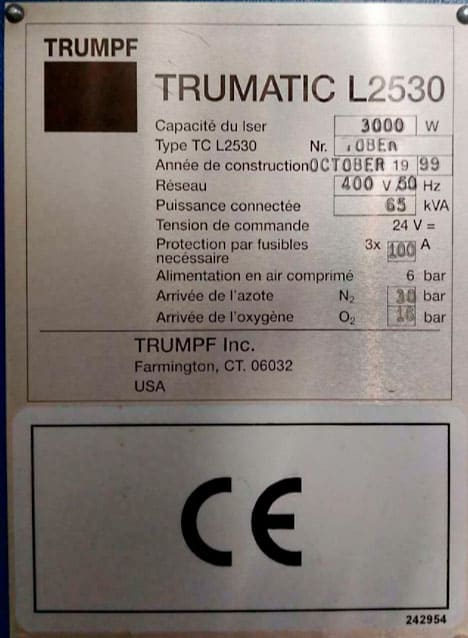 TRUMPF
TRUMATIC L2530
Capacité du lser 3000 W
Type TC L2530 Nr.
Année de construction OCTOBER 19 99
Réseau 400 V 50 Hz
Puissance connectée 65 kVA
Tension de commande 24 V =
Protection par fusibles 3x 100 A
necéssaire
Alimentation en air comprimé 6 bar
Arrivée de l'azote N₂ 30 bar
Arrivée de l'oxygène O₂ 16 bar
TRUMPF Inc.
Farmington, CT. 06032
USA
CE
242954